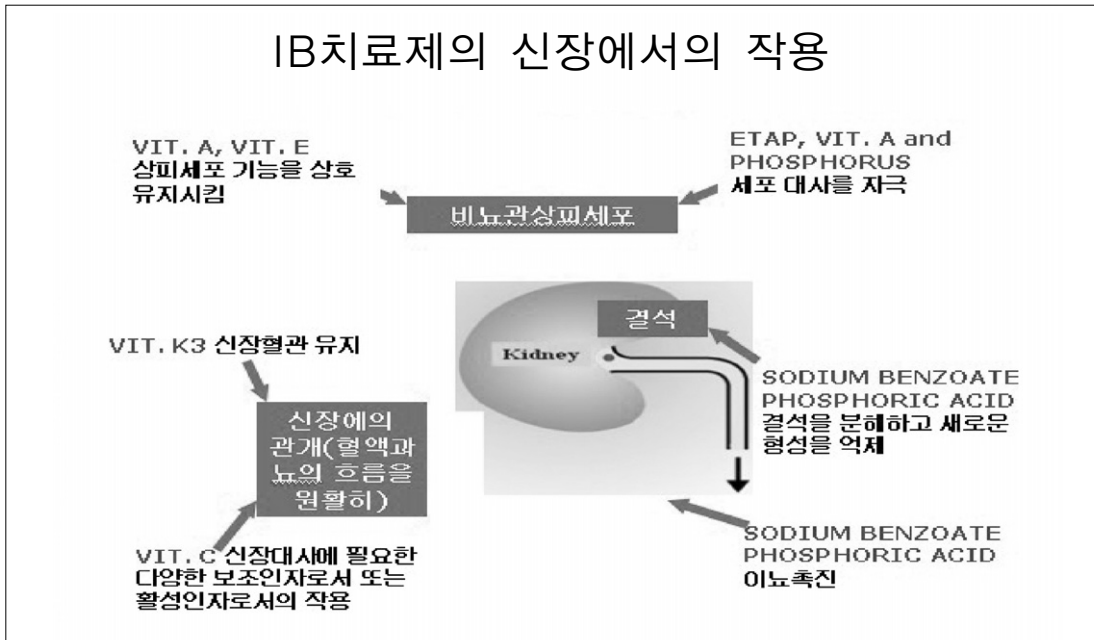 IB치료제의 신장에서의 작용
VIT. A, VIT. E
상피세포 기능을 상호
유지시킴
ETAP, VIT. A and
PHOSPHORUS
세포 대사를 자극
비뇨관상피세포
결석
Kidney
VIT. K3 신장혈관 유지
신장에의
관개(혈액과
뇨의 흐름을
원활히)
SODIUM BENZOATE
PHOSPHORIC ACID
결석을 분해하고 새로운
형성을 억제
VIT. C 신장대사에 필요한
다양한 보조인자로서 또는
활성인자로서의 작용
SODIUM BENZOATE
PHOSPHORIC ACID
이뇨촉진